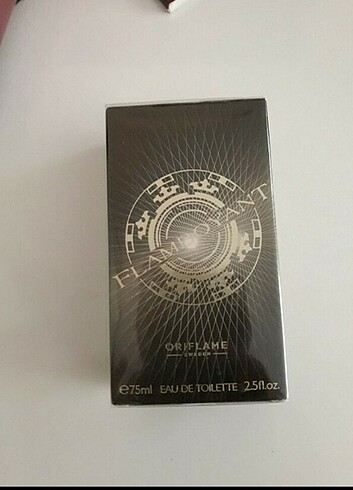 FLAMBOYANT
ORIFLAME
SWEDEN
℮75ml EAU DE TOILETTE 2.5fl.oz.